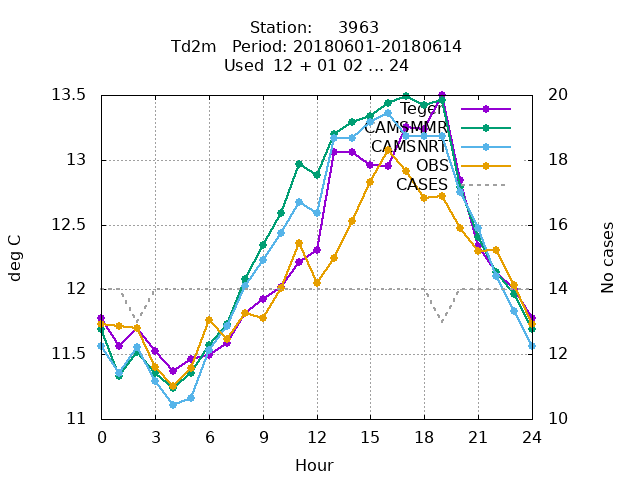 Station: 3963
Td2m Period: 20180601-20180614
Used 12 + 01 02 ... 24
13.5
13
12.5
12
11.5
11
deg C
20
18
16
14
12
10
No cases
Tegen
CAMSMMR
CAMSNRT
OBS
CASES
0 3 6 9 12 15 18 21 24
Hour